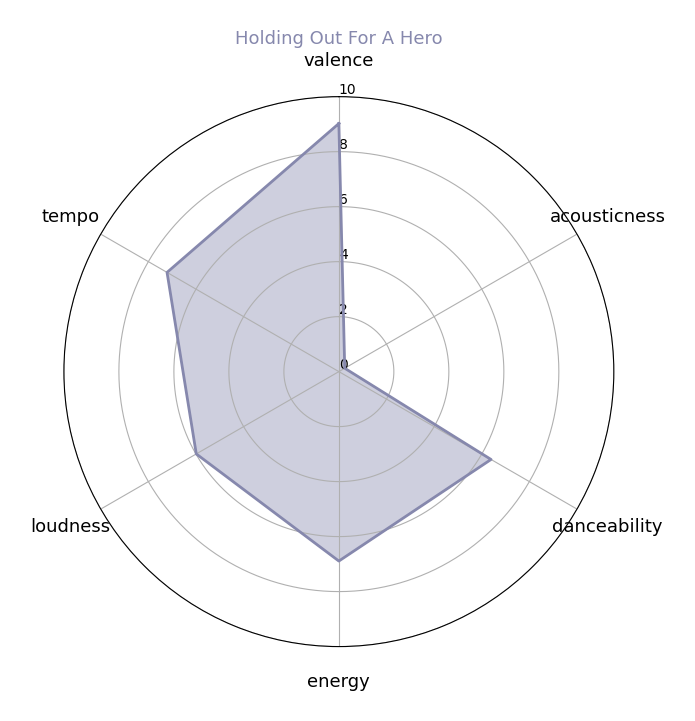 Holding Out For A Hero
valence
10
8
tempo
acousticness
6
4
2
0
loudness
danceability
energy